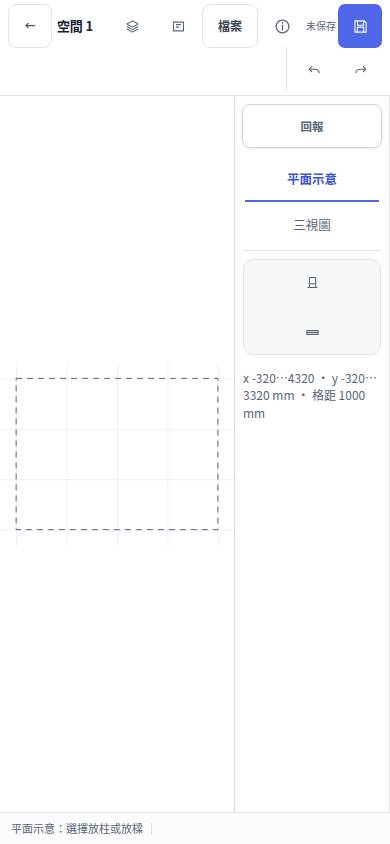 ← 空間 1 檔案 未保存
回報
平面示意
三視圖
x -320⋯4320 · y -320⋯
3320 mm · 格距 1000
mm
平面示意：選擇放柱或放樑